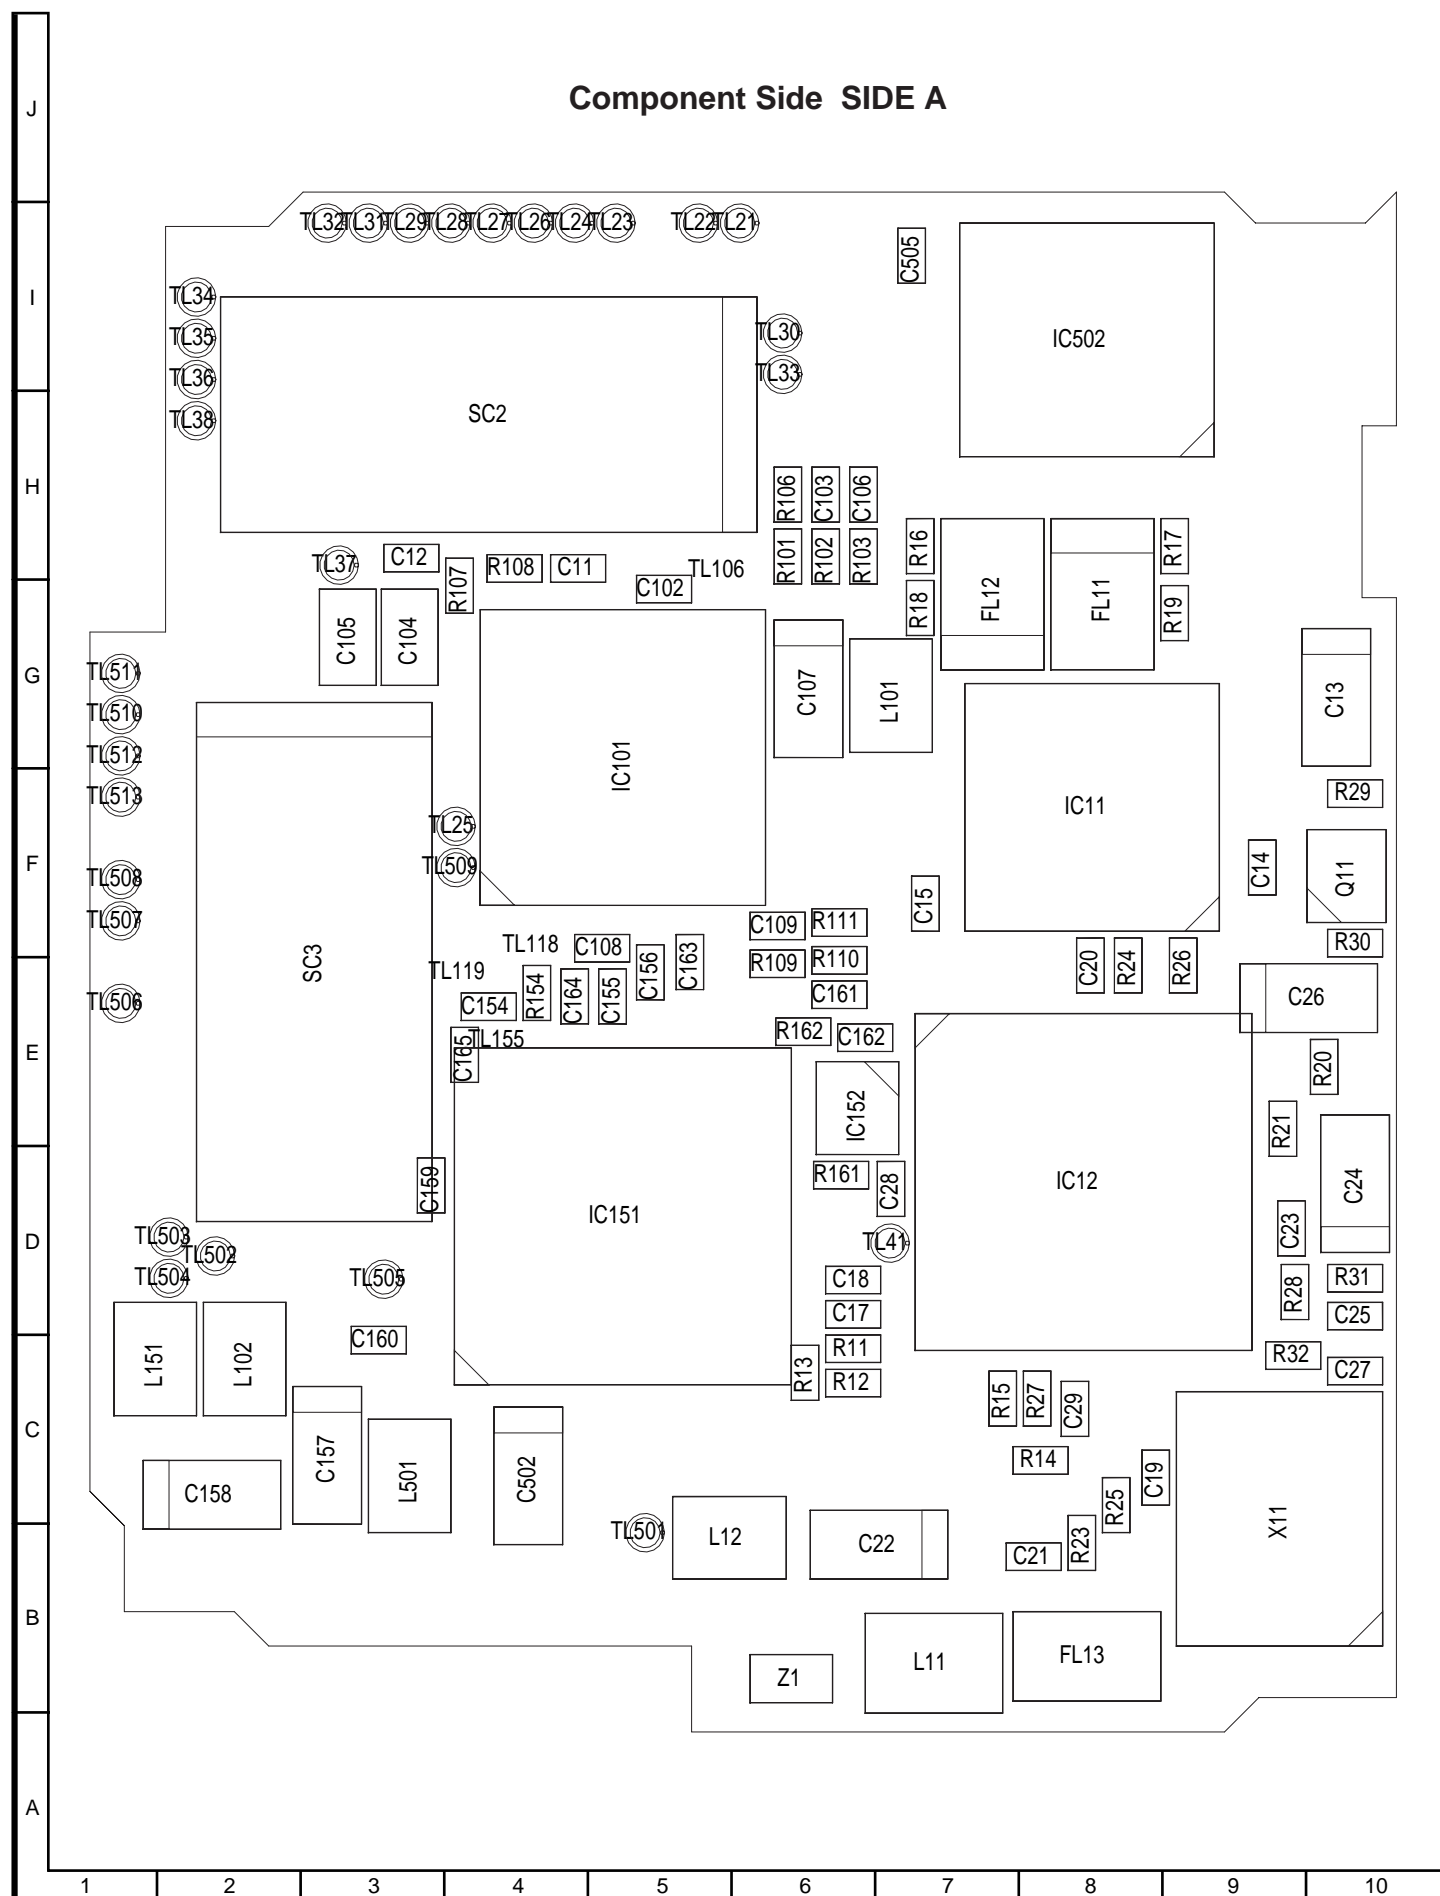 J
Component Side SIDE A
TL32 TL31 TL29 TL28 TL27 TL26 TL24 TL23 TL22 TL21
C505
I
TL34
TL35
TL30
IC502
TL36
TL33
TL38
SC2
H
R106
C103
C106
TL37
C12
R107
R108
C11
TL106
C102
R101
R102
R103
R16
R17
R18
FL12
FL11
R19
C105
C104
G
TL511
TL510
TL512
TL513
C107
L101
C13
IC101
IC11
R29
TL25
TL509
F
TL508
TL507
C14
Q11
C15
C109
R111
R30
SC3
TL118
C108
TL119
C156
C163
R109
R110
C20
R24
R26
TL506
C154
R154
C164
C155
C161
C26
E
C165
TL155
R162
C162
R20
IC152
R21
C159
R161
C28
IC12
C24
IC151
D
TL503
TL502
TL504
TL505
TL41
C23
C18
R28
R31
C17
C25
L151
L102
C160
R13
R11
R12
R32
C27
C
R15
R27
C29
C157
C158
L501
C502
R14
C19
R25
TL501
L12
C22
C21
R23
X11
B
Z1
L11
FL13
A
1 2 3 4 5 6 7 8 9 10